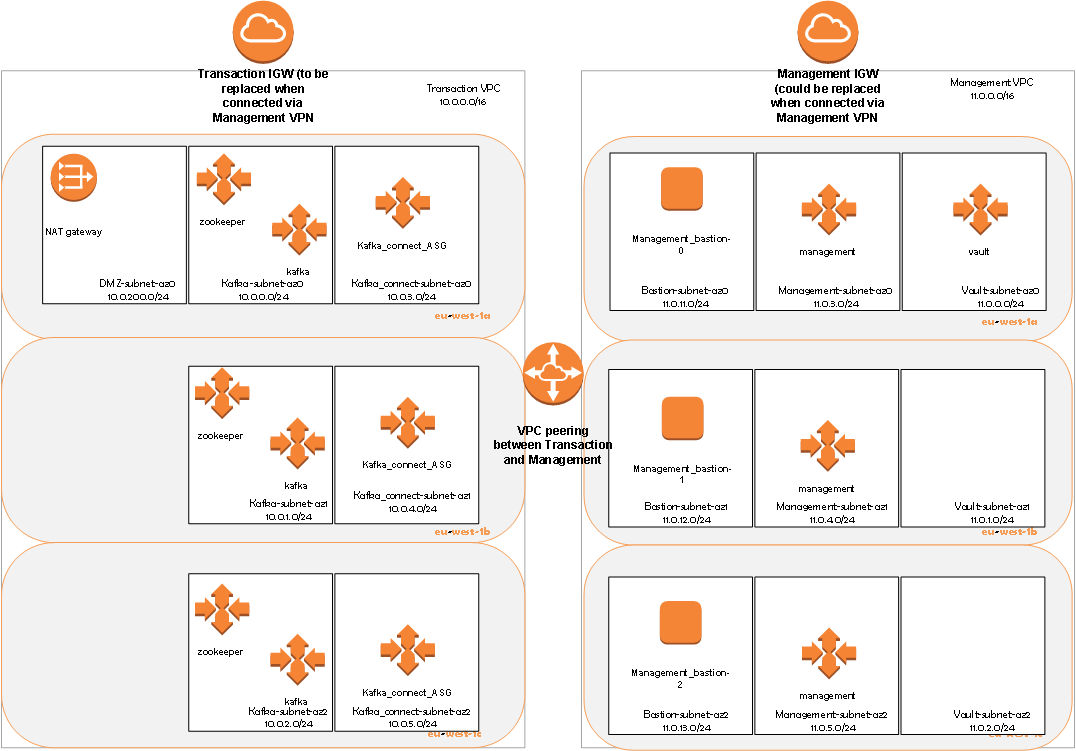 Transaction IGW (to be
replaced when
connected via
Management VPN
Transaction VPC
10.0.0.0/16
NAT gateway
DMZ-subnet-az0
10.0.200.0/24
zookeeper
kafka
Kafka-subnet-az0
10.0.0.0/24
Kafka_connect_ASG
Kafka_connect-subnet-az0
10.0.3.0/24
eu-west-1a
zookeeper
kafka
Kafka-subnet-az1
10.0.1.0/24
Kafka_connect_ASG
Kafka_connect-subnet-az1
10.0.4.0/24
eu-west-1b
zookeeper
kafka
Kafka-subnet-az2
10.0.2.0/24
Kafka_connect_ASG
Kafka_connect-subnet-az2
10.0.5.0/24
eu-west-1c
VPC peering
between Transaction
and Management
Management IGW
(could be replaced
when connected via
Management VPN
Management VPC
11.0.0.0/16
Management_bastion-
0
Bastion-subnet-az0
11.0.11.0/24
management
Management-subnet-az0
11.0.3.0/24
vault
Vault-subnet-az0
11.0.0.0/24
eu-west-1a
Management_bastion-
1
Bastion-subnet-az1
11.0.12.0/24
management
Management-subnet-az1
11.0.4.0/24
Vault-subnet-az1
11.0.1.0/24
eu-west-1b
Management_bastion-
2
Bastion-subnet-az2
11.0.13.0/24
management
Management-subnet-az2
11.0.5.0/24
Vault-subnet-az2
11.0.2.0/24